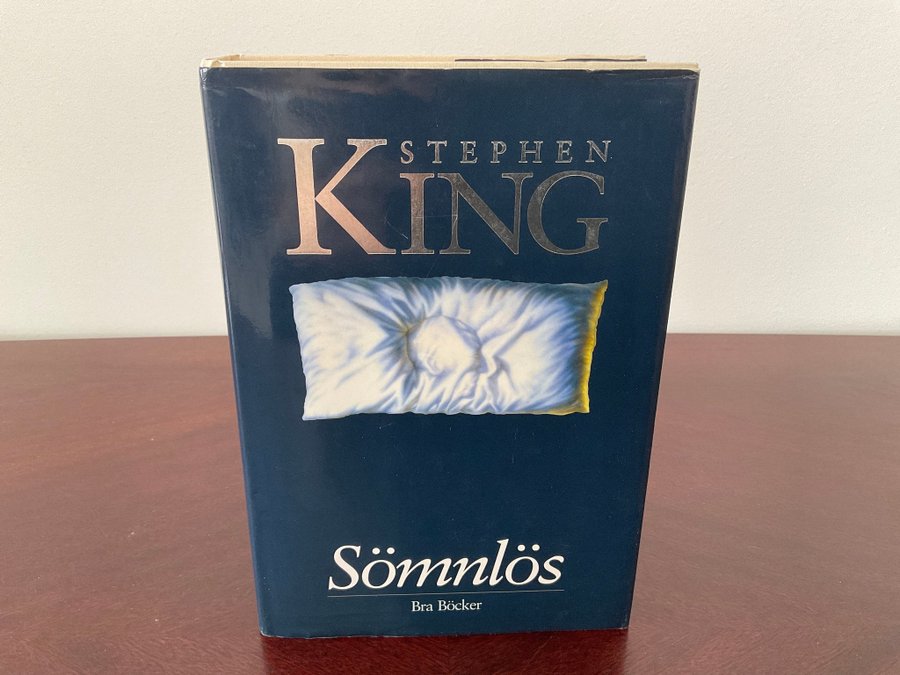 STEPHEN
KING
Sömnlös
Bra Böcker